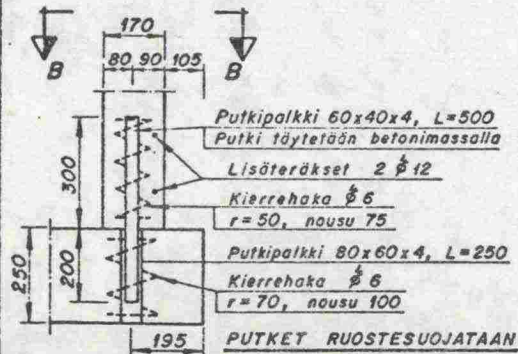 170
80 90 105
B B
Putkipalkki 60x40x4, L=500
Putki täytetään betonimassalla
Lisäteräkset 2 ϕ 12
300
Kierrehaka ϕ 6
r=50, nousu 75
250
200
Putkipalkki 80x60x4, L=250
Kierrehaka ϕ 6
r=70, nousu 100
195
PUTKET RUOSTESUOJATAAN